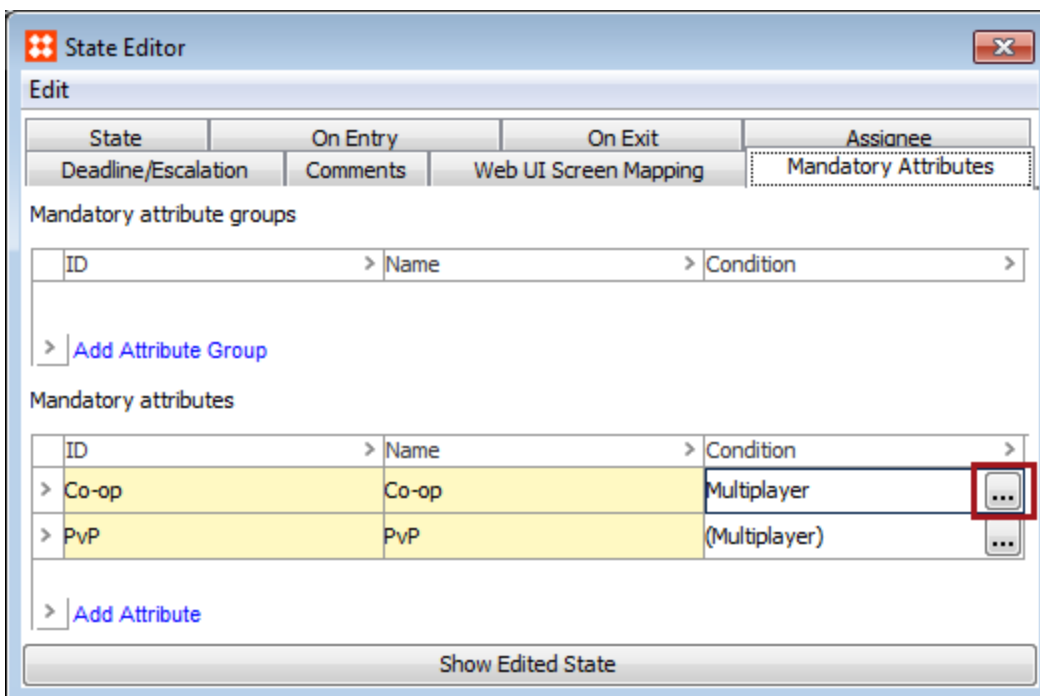 State Editor
Edit
State On Entry On Exit Assignee
Deadline/Escalation Comments Web UI Screen Mapping Mandatory Attributes
Mandatory attribute groups
ID > Name > Condition >
> Add Attribute Group
Mandatory attributes
ID > Name > Condition >
> Co-op Co-op Multiplayer ...
> PvP PvP (Multiplayer) ...
> Add Attribute
Show Edited State